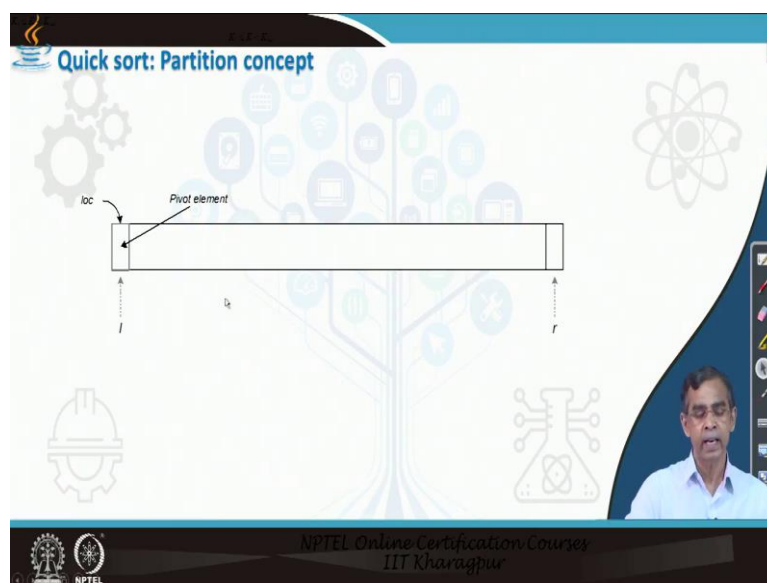 Quick sort: Partition concept
loc
Pivot element
l
r
NPTEL Online Certification Courses
IIT Kharagpur
NPTEL